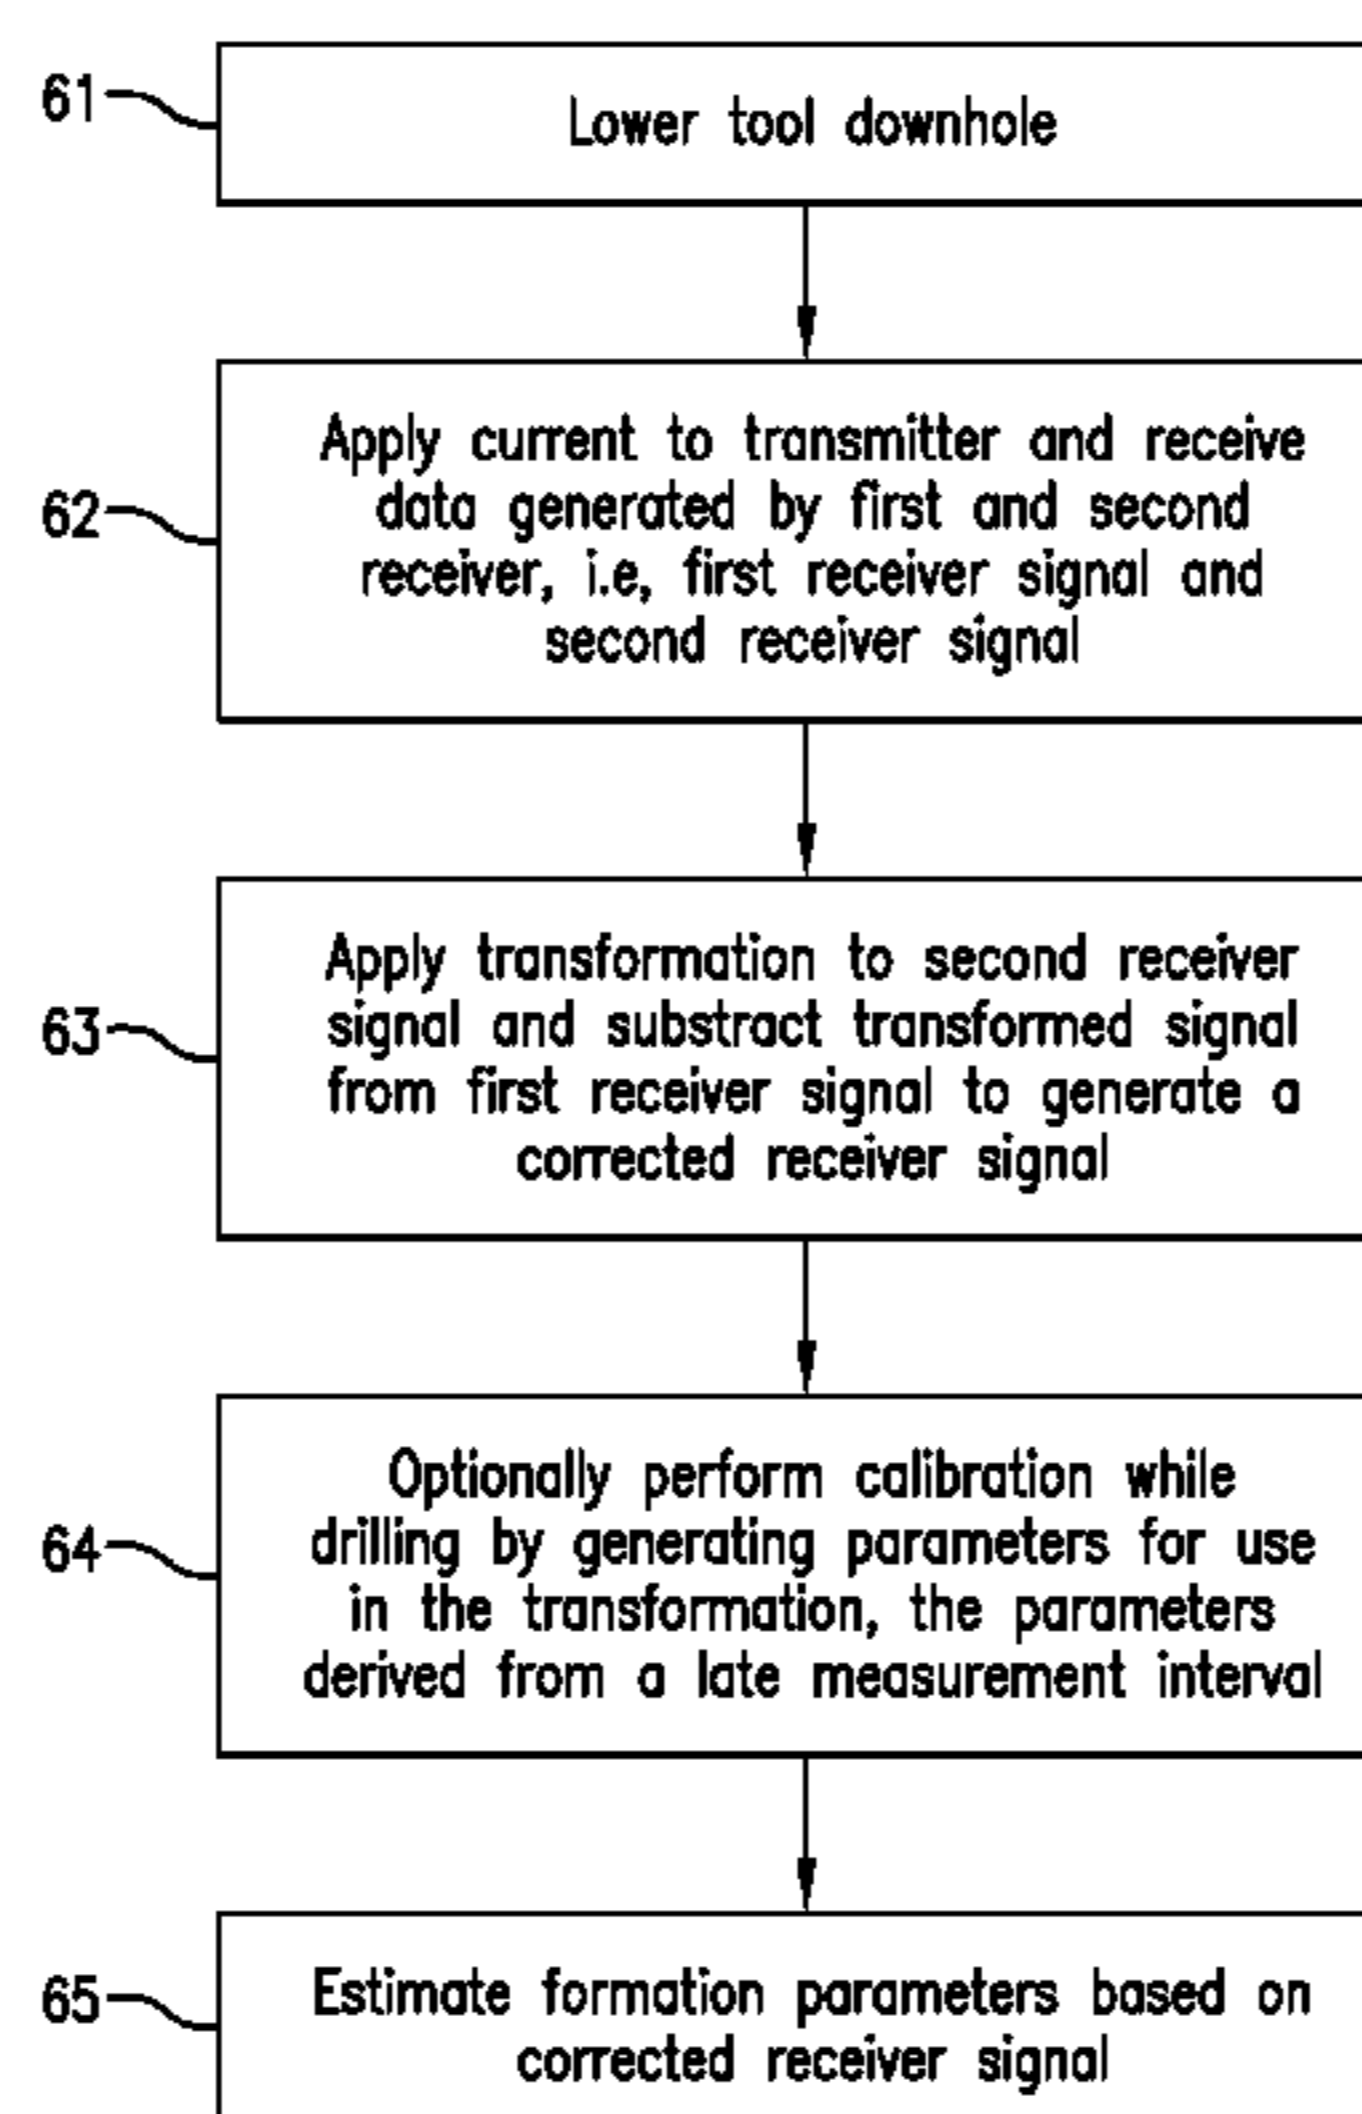 61
Lower tool downhole
62
Apply current to transmitter and receive
data generated by first and second
receiver, i.e, first receiver signal and
second receiver signal
63
Apply transformation to second receiver
signal and substract transformed signal
from first receiver signal to generate a
corrected receiver signal
64
Optionally perform calibration while
drilling by generating parameters for use
in the transformation, the parameters
derived from a late measurement interval
65
Estimate formation parameters based on
corrected receiver signal